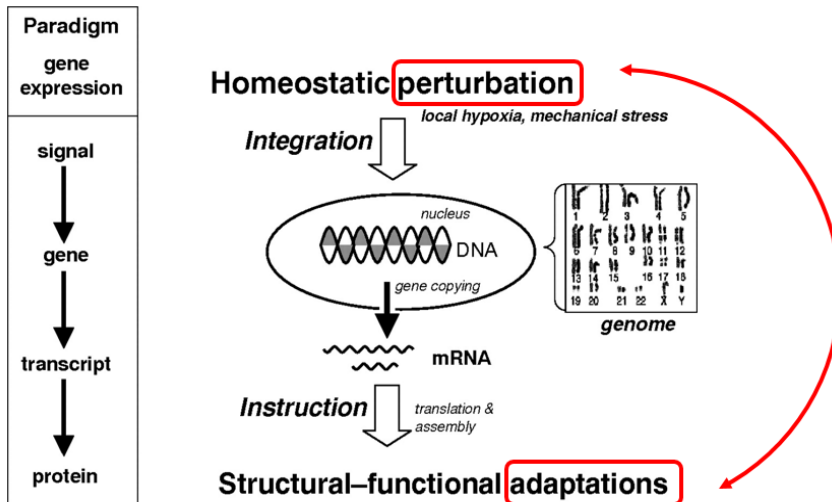 Paradigm
gene
expression
signal
gene
transcript
protein
Homeostatic perturbation
local hypoxia, mechanical stress
Integration
nucleus
DNA
gene copying
mRNA
Instruction
translation &
assembly
Structural–functional adaptations
1 2 3 4 5
6 7 8 9 10 11 12
13 14 15 16 17 18
19 20 21 22 X Y
genome